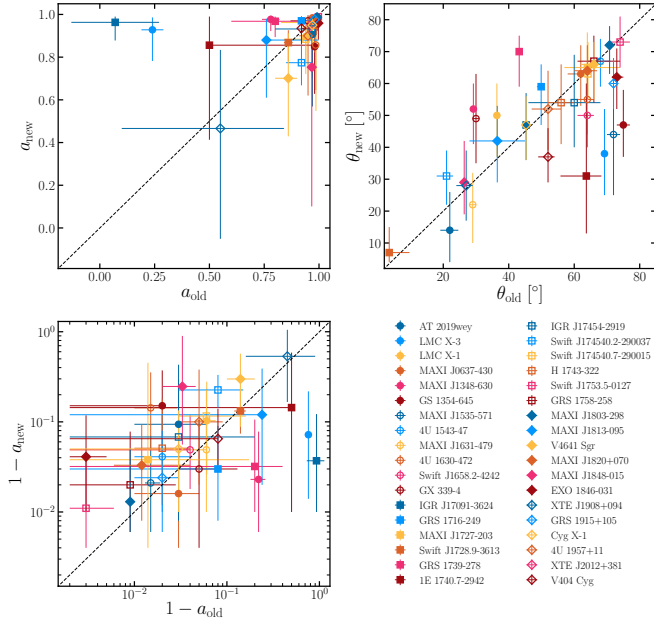 1.0
0.8
0.6
0.4
0.2
0.0
a_new
0.00 0.25 0.50 0.75 1.00
a_old
80
70
60
50
40
30
20
10
θ_new [°]
20 40 60 80
θ_old [°]
10^0
10^−1
10^−2
1 − a_new
10^−2 10^−1 10^0
1 − a_old
AT 2019wey
LMC X-3
LMC X-1
MAXI J0637-430
MAXI J1348-630
GS 1354-645
MAXI J1535-571
4U 1543-47
MAXI J1631-479
4U 1630-472
Swift J1658.2-4242
GX 339-4
IGR J17091-3624
GRS 1716-249
MAXI J1727-203
Swift J1728.9-3613
GRS 1739-278
1E 1740.7-2942
IGR J17454-2919
Swift J174540.2-290037
Swift J174540.7-290015
H 1743-322
Swift J1753.5-0127
GRS 1758-258
MAXI J1803-298
MAXI J1813-095
V4641 Sgr
MAXI J1820+070
MAXI J1848-015
EXO 1846-031
XTE J1908+094
GRS 1915+105
Cyg X-1
4U 1957+11
XTE J2012+381
V404 Cyg